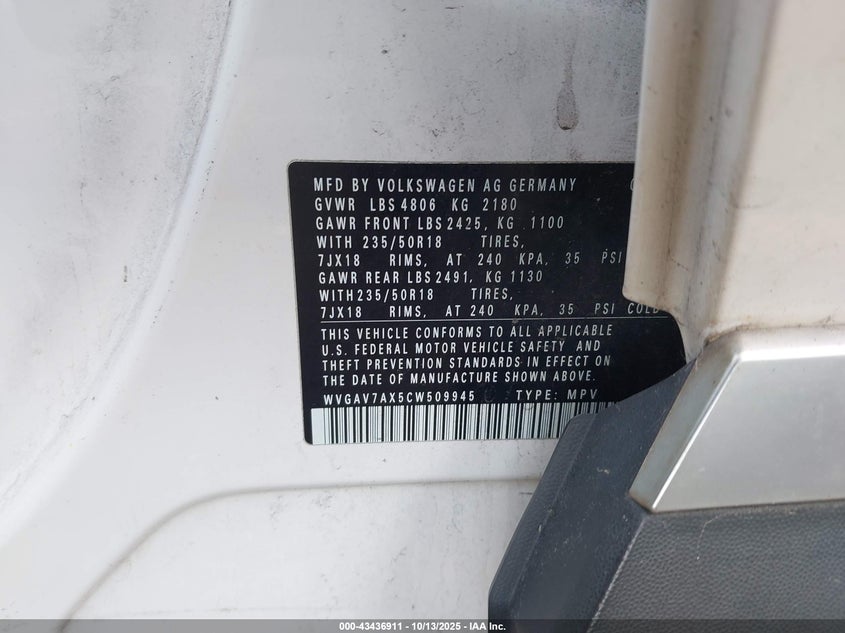 MFD BY VOLKSWAGEN AG GERMANY
GVWR LBS 4806 KG 2180
GAWR FRONT LBS 2425, KG 1100
WITH 235/50R18 TIRES,
7JX18 RIMS, AT 240 KPA, 35 PSI
GAWR REAR LBS 2491, KG 1130
WITH 235/50R18 TIRES,
7JX18 RIMS, AT 240 KPA, 35 PSI COLD
THIS VEHICLE CONFORMS TO ALL APPLICABLE
U.S. FEDERAL MOTOR VEHICLE SAFETY AND
THEFT PREVENTION STANDARDS IN EFFECT ON
THE DATE OF MANUFACTURE SHOWN ABOVE.
WVGAV7AX5CW509945 TYPE: MPV
000-43436911 - 10/13/2025 - IAA Inc.